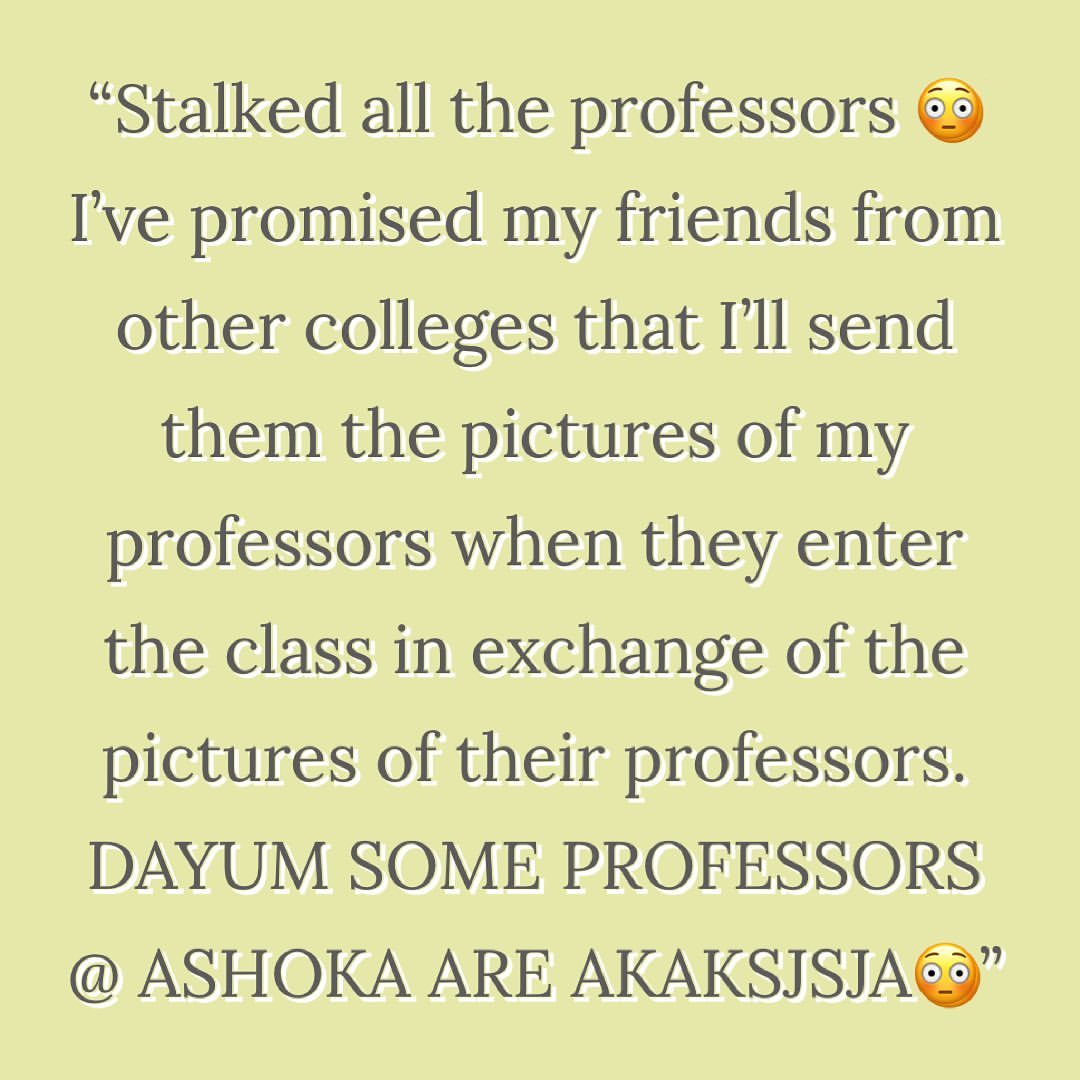 “Stalked all the professors 😳
I’ve promised my friends from
other colleges that I’ll send
them the pictures of my
professors when they enter
the class in exchange of the
pictures of their professors.
DAYUM SOME PROFESSORS
@ ASHOKA ARE AKAKSJSJA😳”